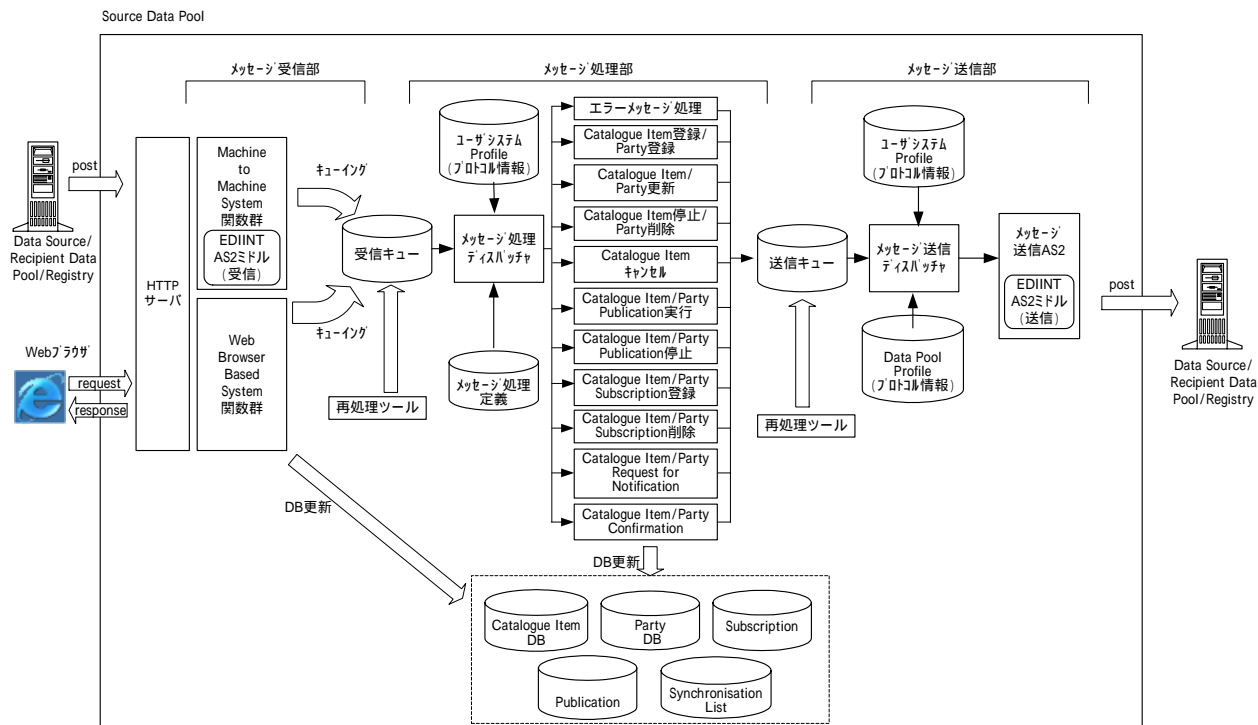 Source Data Pool
メッセージ受信部
メッセージ処理部
メッセージ送信部
post
Data Source/
Recipient Data
Pool/Registry
Webブラウザ
request
response
HTTP
サーバ
Machine
to
Machine
System
関数群
EDIINT
AS2ミドル
(受信)
Web
Browser
Based
System
関数群
キューイング
キューイング
受信キュー
再処理ツール
ユーザシステム
Profile
(プロトコル情報)
メッセージ処理
ディスパッチャ
メッセージ処理
定義
エラーメッセージ処理
Catalogue Item登録/
Party登録
Catalogue Item/
Party更新
Catalogue Item停止/
Party削除
Catalogue Item
キャンセル
Catalogue Item/Party
Publication実行
Catalogue Item/Party
Publication停止
Catalogue Item/Party
Subscription登録
Catalogue Item/Party
Subscription削除
Catalogue Item/Party
Request for
Notification
Catalogue Item/Party
Confirmation
送信キュー
再処理ツール
ユーザシステム
Profile
(プロトコル情報)
メッセージ送信
ディスパッチャ
Data Pool
Profile
(プロトコル情報)
メッセージ
送信AS2
EDIINT
AS2ミドル
(送信)
post
Data Source/
Recipient Data
Pool/Registry
DB更新
DB更新
Catalogue Item
DB
Party
DB
Subscription
Publication
Synchronisation
List